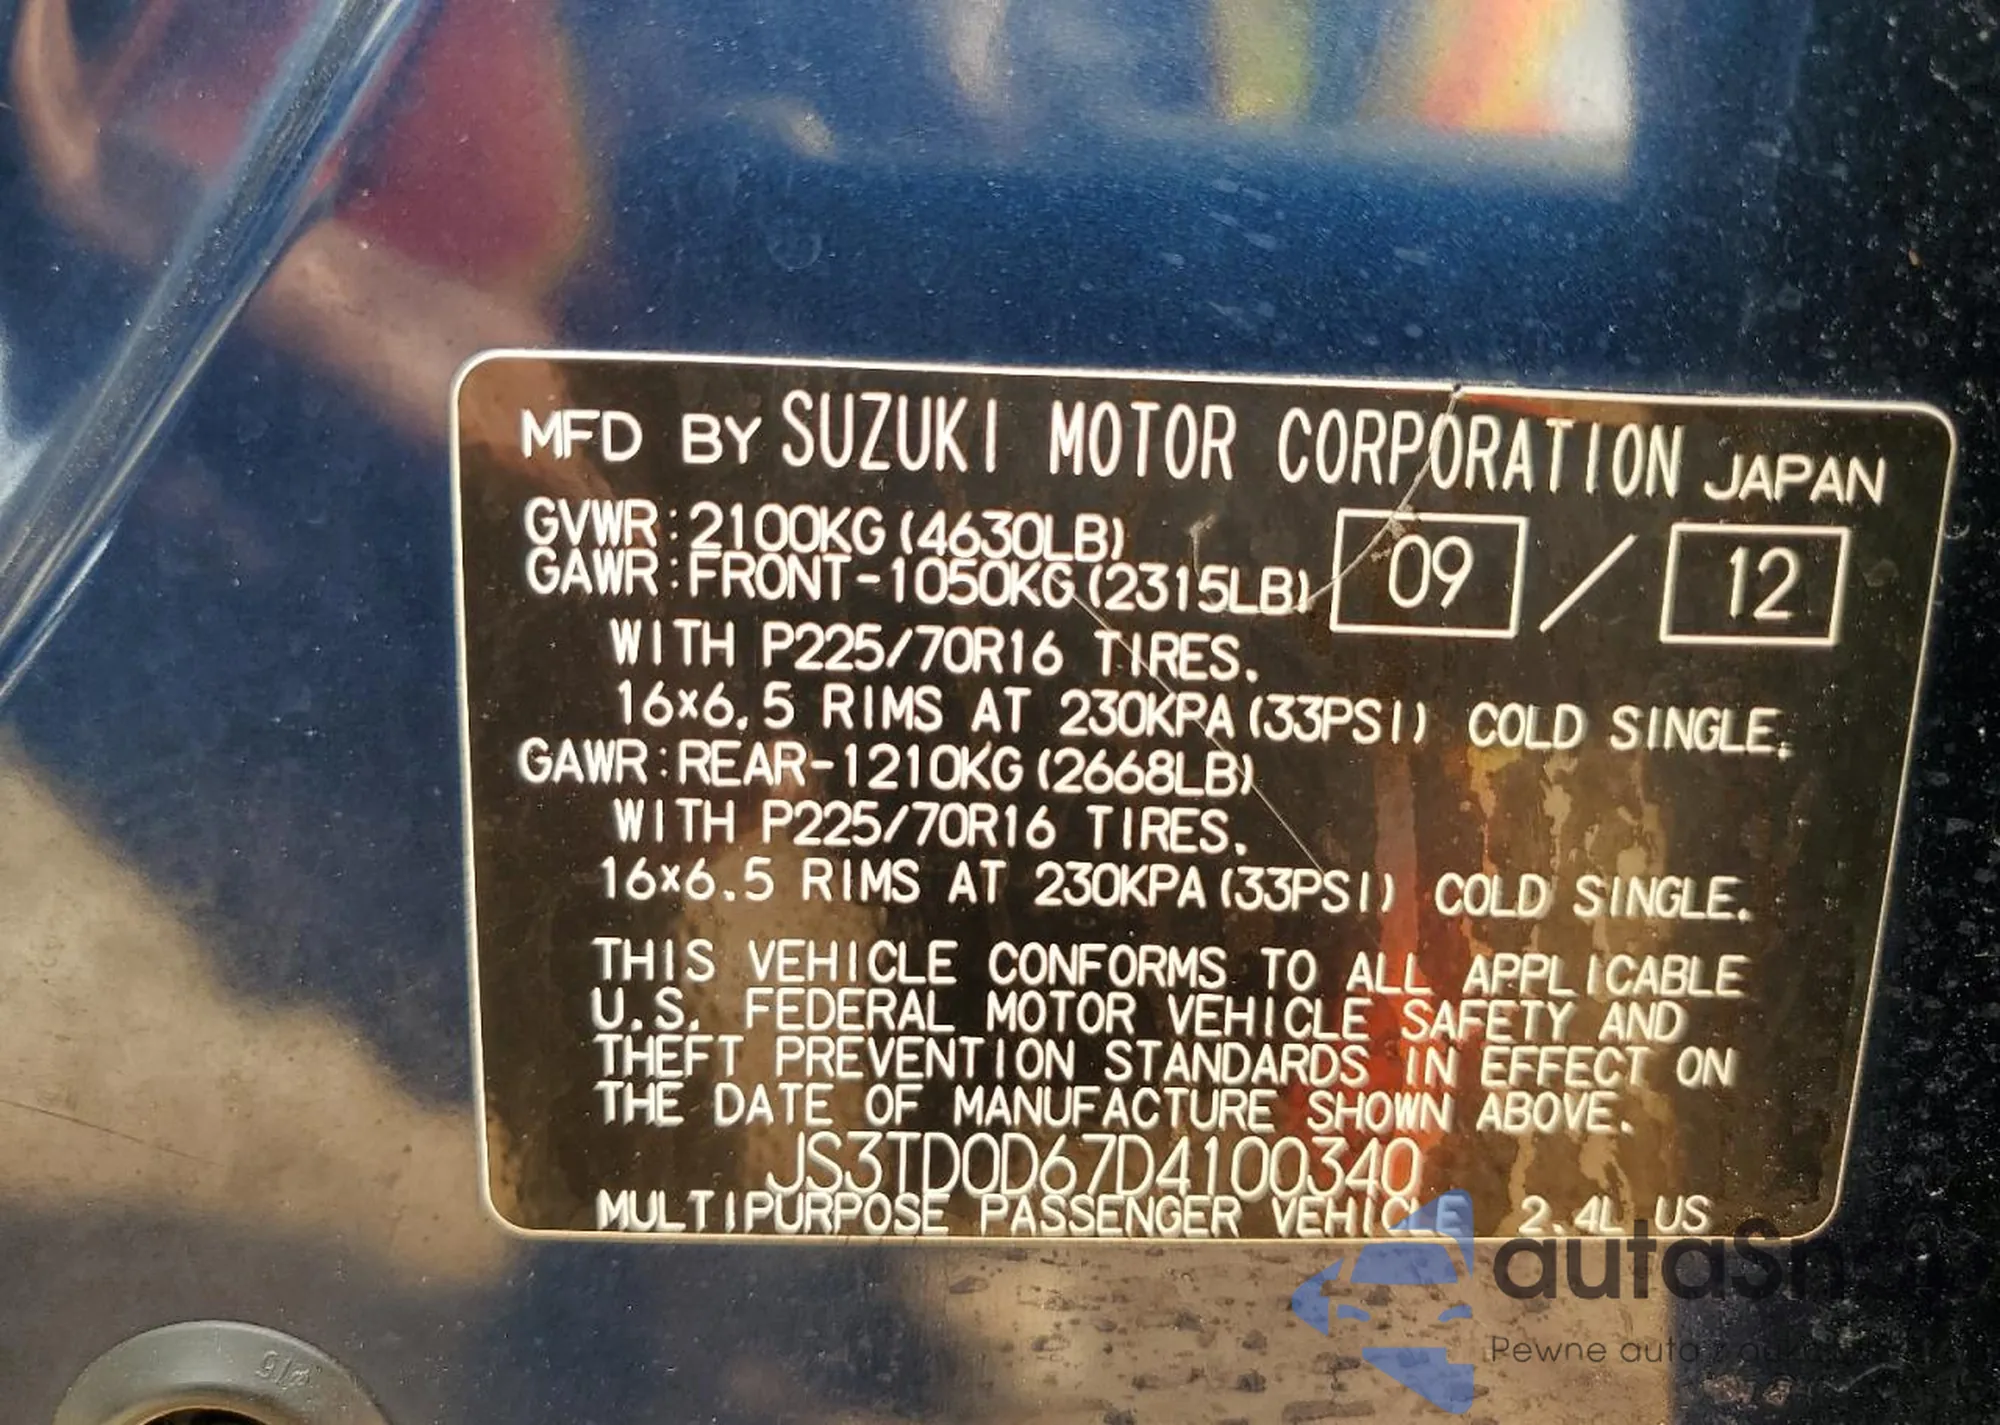 MFD BY SUZUKI MOTOR CORPORATION JAPAN
GVWR:2100KG(4630LB)
GAWR:FRONT-1050KG(2315LB) 09 / 12
WITH P225/70R16 TIRES.
16×6.5 RIMS AT 230KPA(33PSI) COLD SINGLE.
GAWR:REAR-1210KG(2668LB)
WITH P225/70R16 TIRES.
16×6.5 RIMS AT 230KPA(33PSI) COLD SINGLE.
THIS VEHICLE CONFORMS TO ALL APPLICABLE
U.S. FEDERAL MOTOR VEHICLE SAFETY AND
THEFT PREVENTION STANDARDS IN EFFECT ON
THE DATE OF MANUFACTURE SHOWN ABOVE.
JS3TD0D67D4100340
MULTIPURPOSE PASSENGER VEHICLE 2.4L US
Pewne auto z